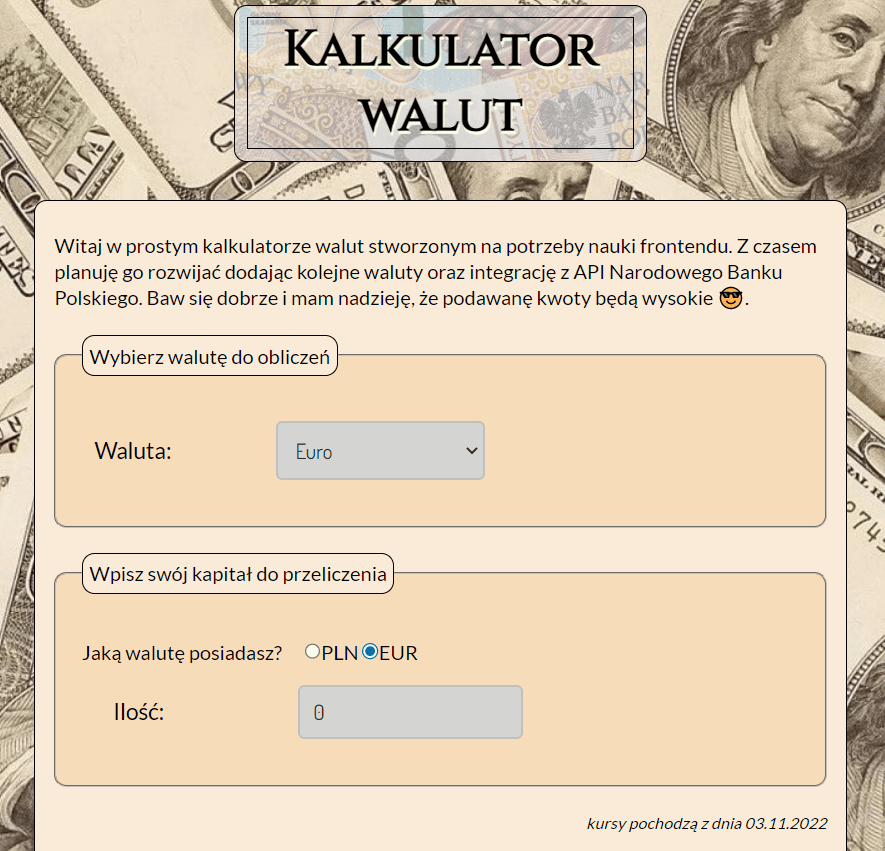 Kalkulator
walut
Witaj w prostym kalkulatorze walut stworzonym na potrzeby nauki frontendu. Z czasem
planuję go rozwijać dodając kolejne waluty oraz integrację z API Narodowego Banku
Polskiego. Baw się dobrze i mam nadzieję, że podawanę kwoty będą wysokie 😎.
Wybierz walutę do obliczeń
Waluta: Euro
Wpisz swój kapitał do przeliczenia
Jaką walutę posiadasz? PLN EUR
Ilość: 0
kursy pochodzą z dnia 03.11.2022